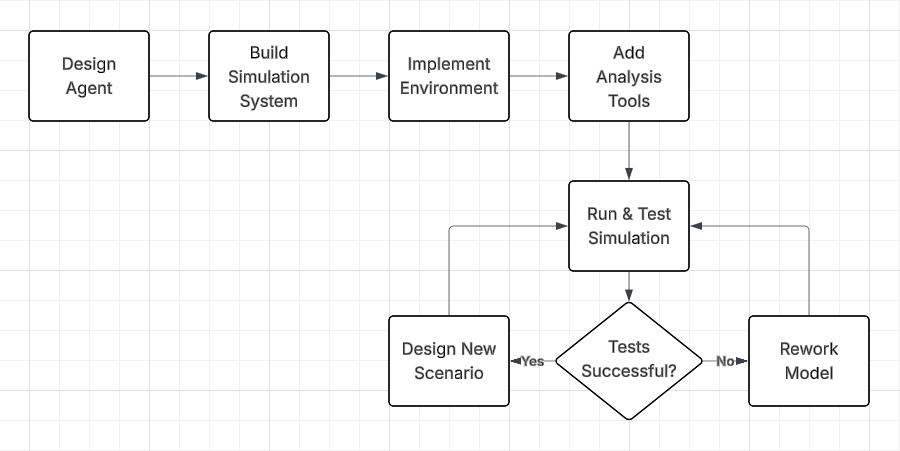 Design
Agent
Build
Simulation
System
Implement
Environment
Add
Analysis
Tools
Run & Test
Simulation
Design New
Scenario
Yes
Tests
Successful?
No
Rework
Model